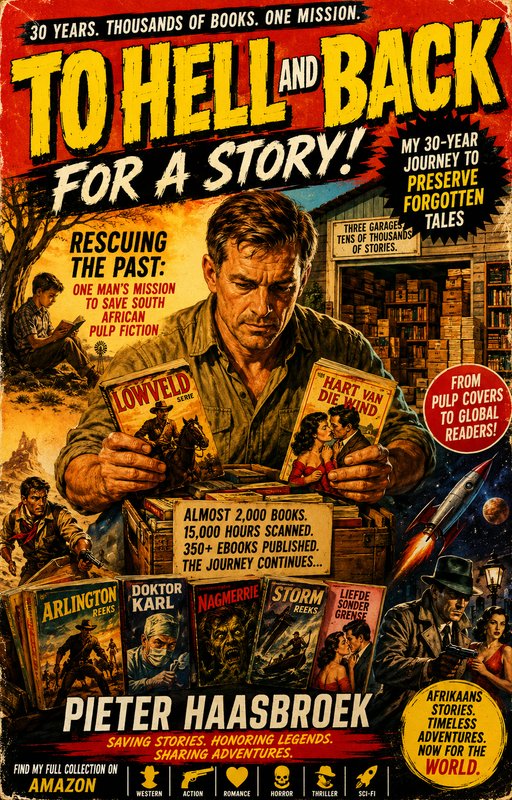 30 YEARS. THOUSANDS OF BOOKS. ONE MISSION.
TO HELL AND BACK
FOR A STORY!
MY 30-YEAR
JOURNEY TO
PRESERVE
FORGOTTEN
TALES
RESCUING
THE PAST:
ONE MAN'S MISSION
TO SAVE SOUTH
AFRICAN
PULP FICTION
THREE GARAGES
TENS OF THOUSANDS
OF STORIES.
LOWVELD
SERIE
HART VAN
DIE WIND
FROM
PULP COVERS
TO GLOBAL
READERS!
ALMOST 2,000 BOOKS.
15,000 HOURS SCANNED.
350+ EBOOKS PUBLISHED.
THE JOURNEY CONTINUES...
ARLINGTON
REEKS
DOKTOR
KARL
NAGMERRIE
STORM
REEKS
LIEFDE
SONDER
GRENSE
PIETER HAASBROEK
SAVING STORIES. HONORING LEGENDS.
SHARING ADVENTURES.
AFRIKAANS
STORIES.
TIMELESS
ADVENTURES.
NOW FOR THE
WORLD.
FIND MY FULL COLLECTION ON
AMAZON
WESTERN
ACTION
ROMANCE
HORROR
THRILLER
SCI-FI